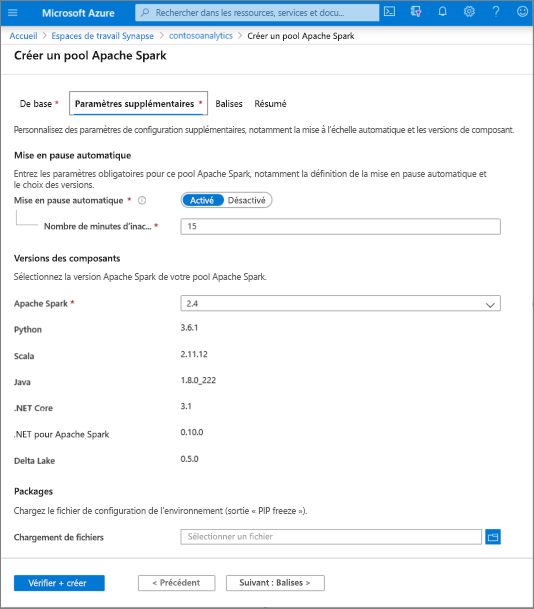 Microsoft Azure
Rechercher dans les ressources, services et docu...
Accueil > Espaces de travail Synapse > contosoanalytics > Créer un pool Apache Spark
Créer un pool Apache Spark
De base * Paramètres supplémentaires * Balises Résumé
Personnalisez des paramètres de configuration supplémentaires, notamment la mise à l'échelle automatique et les versions de composant.
Mise en pause automatique
Entrez les paramètres obligatoires pour ce pool Apache Spark, notamment la définition de la mise en pause automatique et
le choix des versions.
Mise en pause automatique * Activé Désactivé
Nombre de minutes d'inac... * 15
Versions des composants
Sélectionnez la version Apache Spark de votre pool Apache Spark.
Apache Spark * 2.4
Python 3.6.1
Scala 2.11.12
Java 1.8.0_222
.NET Core 3.1
.NET pour Apache Spark 0.10.0
Delta Lake 0.5.0
Packages
Chargez le fichier de configuration de l'environnement (sortie « PIP freeze »).
Chargement de fichiers Sélectionner un fichier
Vérifier + créer < Précédent Suivant : Balises >